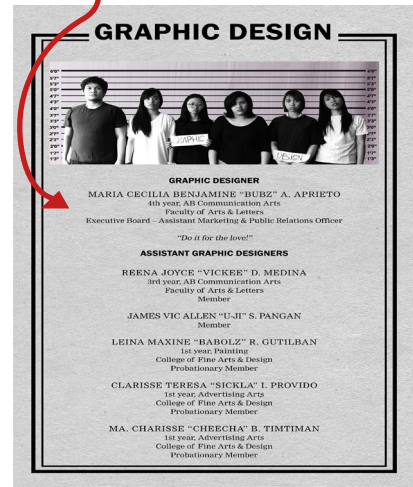 GRAPHIC DESIGN
GRAPHIC
DESIGN
GRAPHIC DESIGNER
MARIA CECILIA BENJAMINE “BUBZ” A. APRIETO
4th year, AB Communication Arts
Faculty of Arts & Letters
Executive Board – Assistant Marketing & Public Relations Officer
“Do it for the love!”
ASSISTANT GRAPHIC DESIGNERS
REENA JOYCE “VICKEE” D. MEDINA
3rd year, AB Communication Arts
Faculty of Arts & Letters
Member
JAMES VIC ALLEN “U-JI” S. PANGAN
Member
LEINA MAXINE “BABOLZ” R. GUTILBAN
1st year, Painting
College of Fine Arts & Design
Probationary Member
CLARISSE TERESA “SICKLA” I. PROVIDO
1st year, Advertising Arts
College of Fine Arts & Design
Probationary Member
MA. CHARISSE “CHEECHA” B. TIMTIMAN
1st year, Advertising Arts
College of Fine Arts & Design
Probationary Member